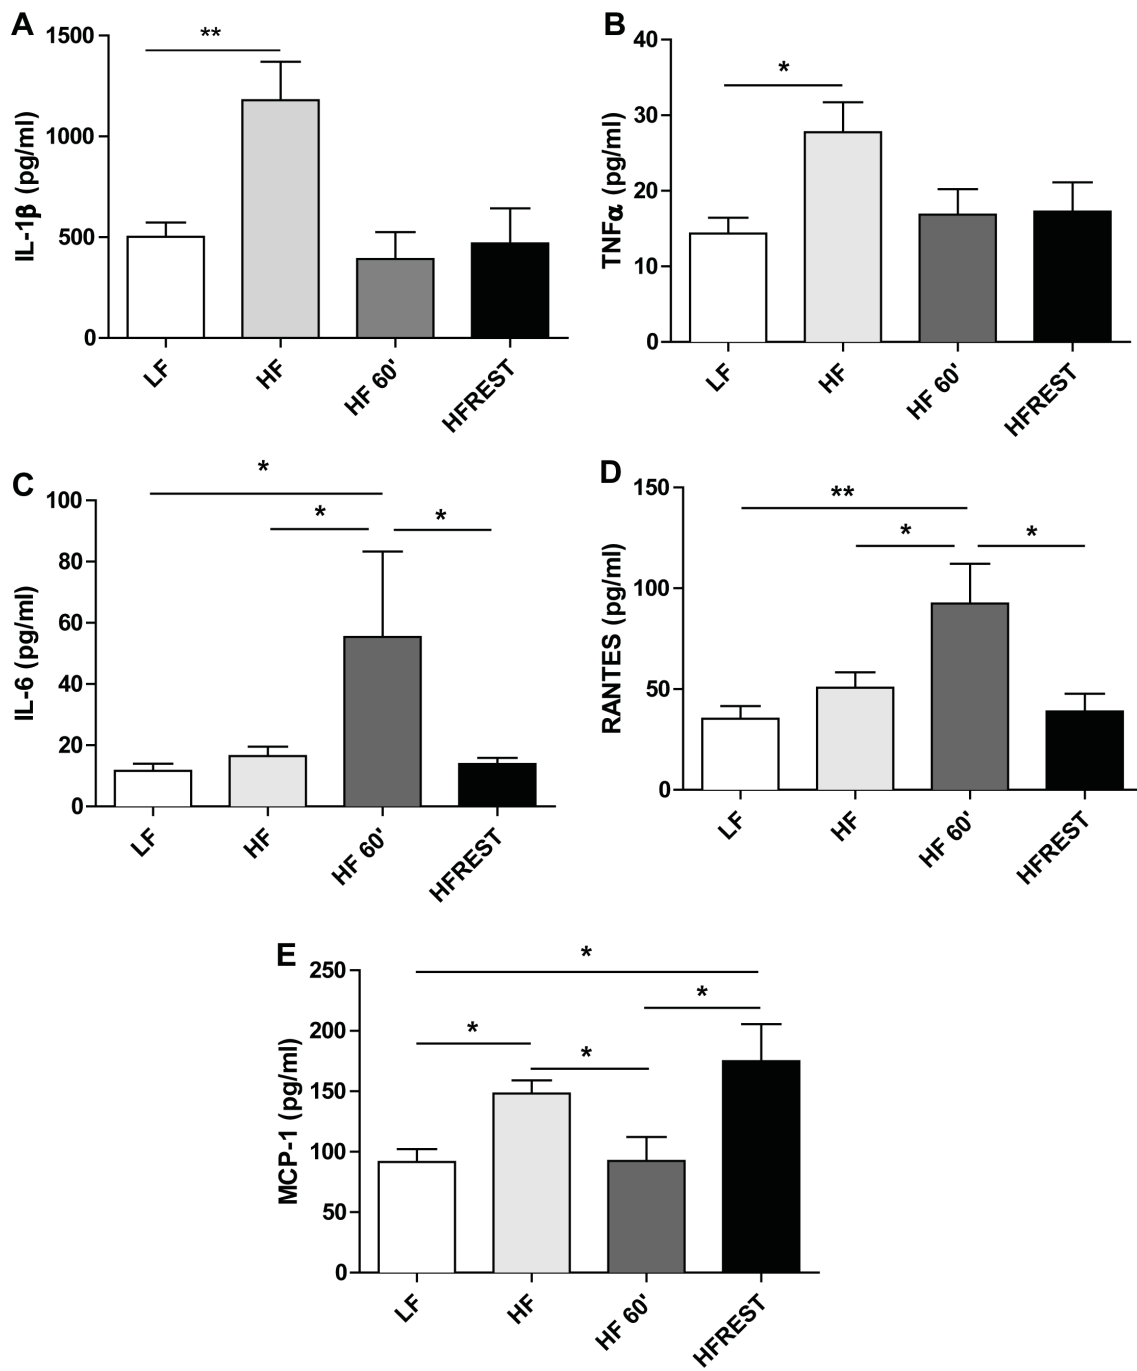 A
IL-1β (pg/ml)
1500
1000
500
0
**
LF
HF
HF 60'
HFREST
B
TNFα (pg/ml)
40
30
20
10
0
*
LF
HF
HF 60'
HFREST
C
IL-6 (pg/ml)
100
80
60
40
20
0
*
*
*
LF
HF
HF 60'
HFREST
D
RANTES (pg/ml)
150
100
50
0
**
*
*
LF
HF
HF 60'
HFREST
E
MCP-1 (pg/ml)
250
200
150
100
50
0
*
*
*
*
LF
HF
HF 60'
HFREST